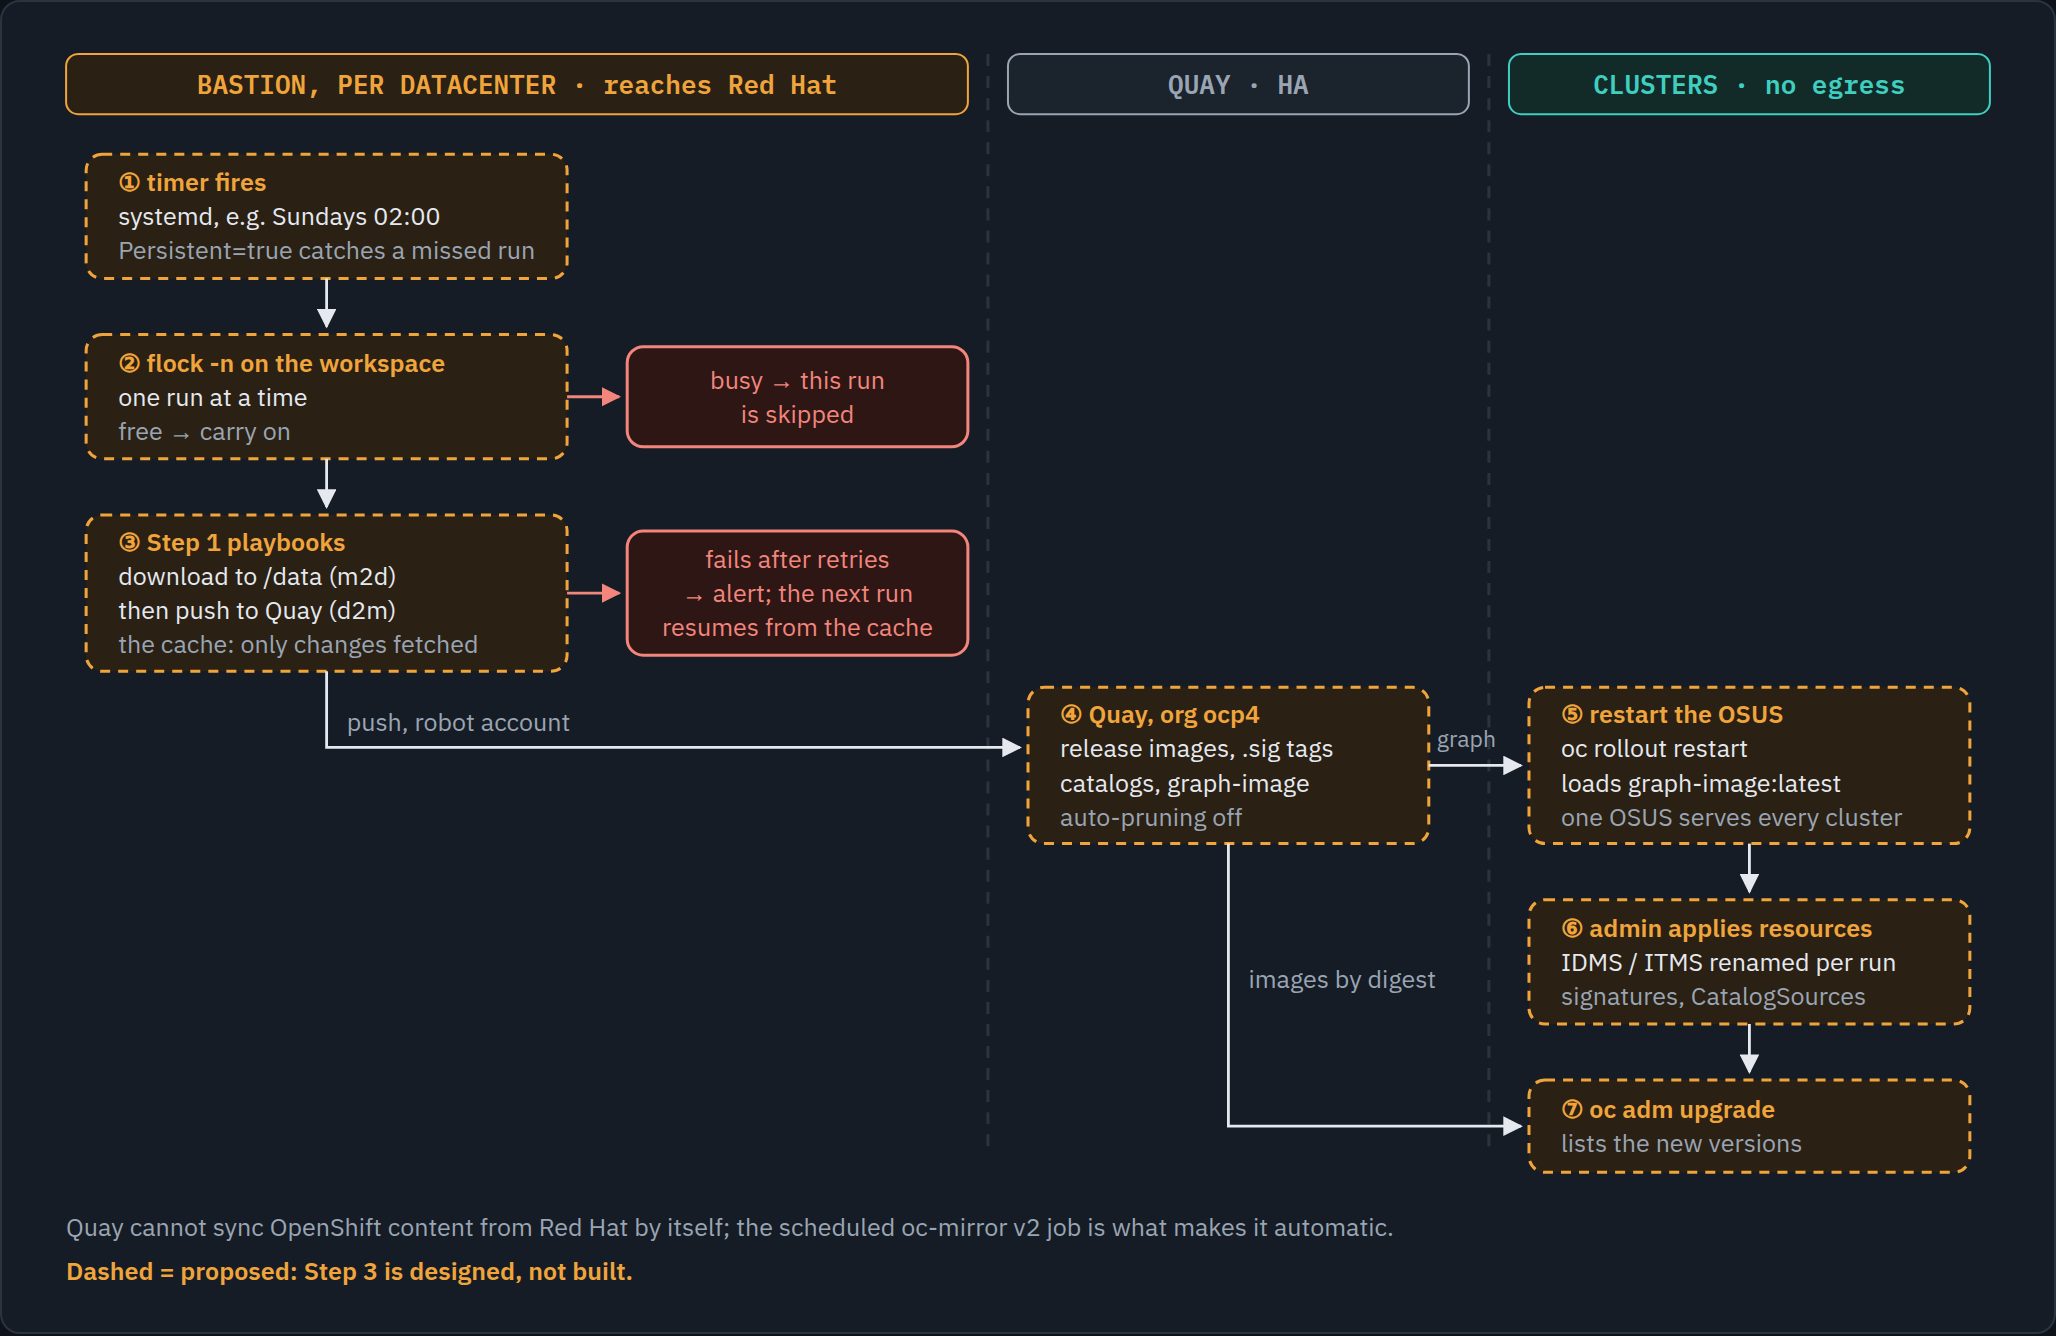 BASTION, PER DATACENTER · reaches Red Hat
QUAY · HA
CLUSTERS · no egress
① timer fires
systemd, e.g. Sundays 02:00
Persistent=true catches a missed run
② flock -n on the workspace
one run at a time
free → carry on
busy → this run
is skipped
③ Step 1 playbooks
download to /data (m2d)
then push to Quay (d2m)
the cache: only changes fetched
fails after retries
→ alert; the next run
resumes from the cache
push, robot account
④ Quay, org ocp4
release images, .sig tags
catalogs, graph-image
auto-pruning off
graph
⑤ restart the OSUS
oc rollout restart
loads graph-image:latest
one OSUS serves every cluster
images by digest
⑥ admin applies resources
IDMS / ITMS renamed per run
signatures, CatalogSources
⑦ oc adm upgrade
lists the new versions
Quay cannot sync OpenShift content from Red Hat by itself; the scheduled oc-mirror v2 job is what makes it automatic.
Dashed = proposed: Step 3 is designed, not built.